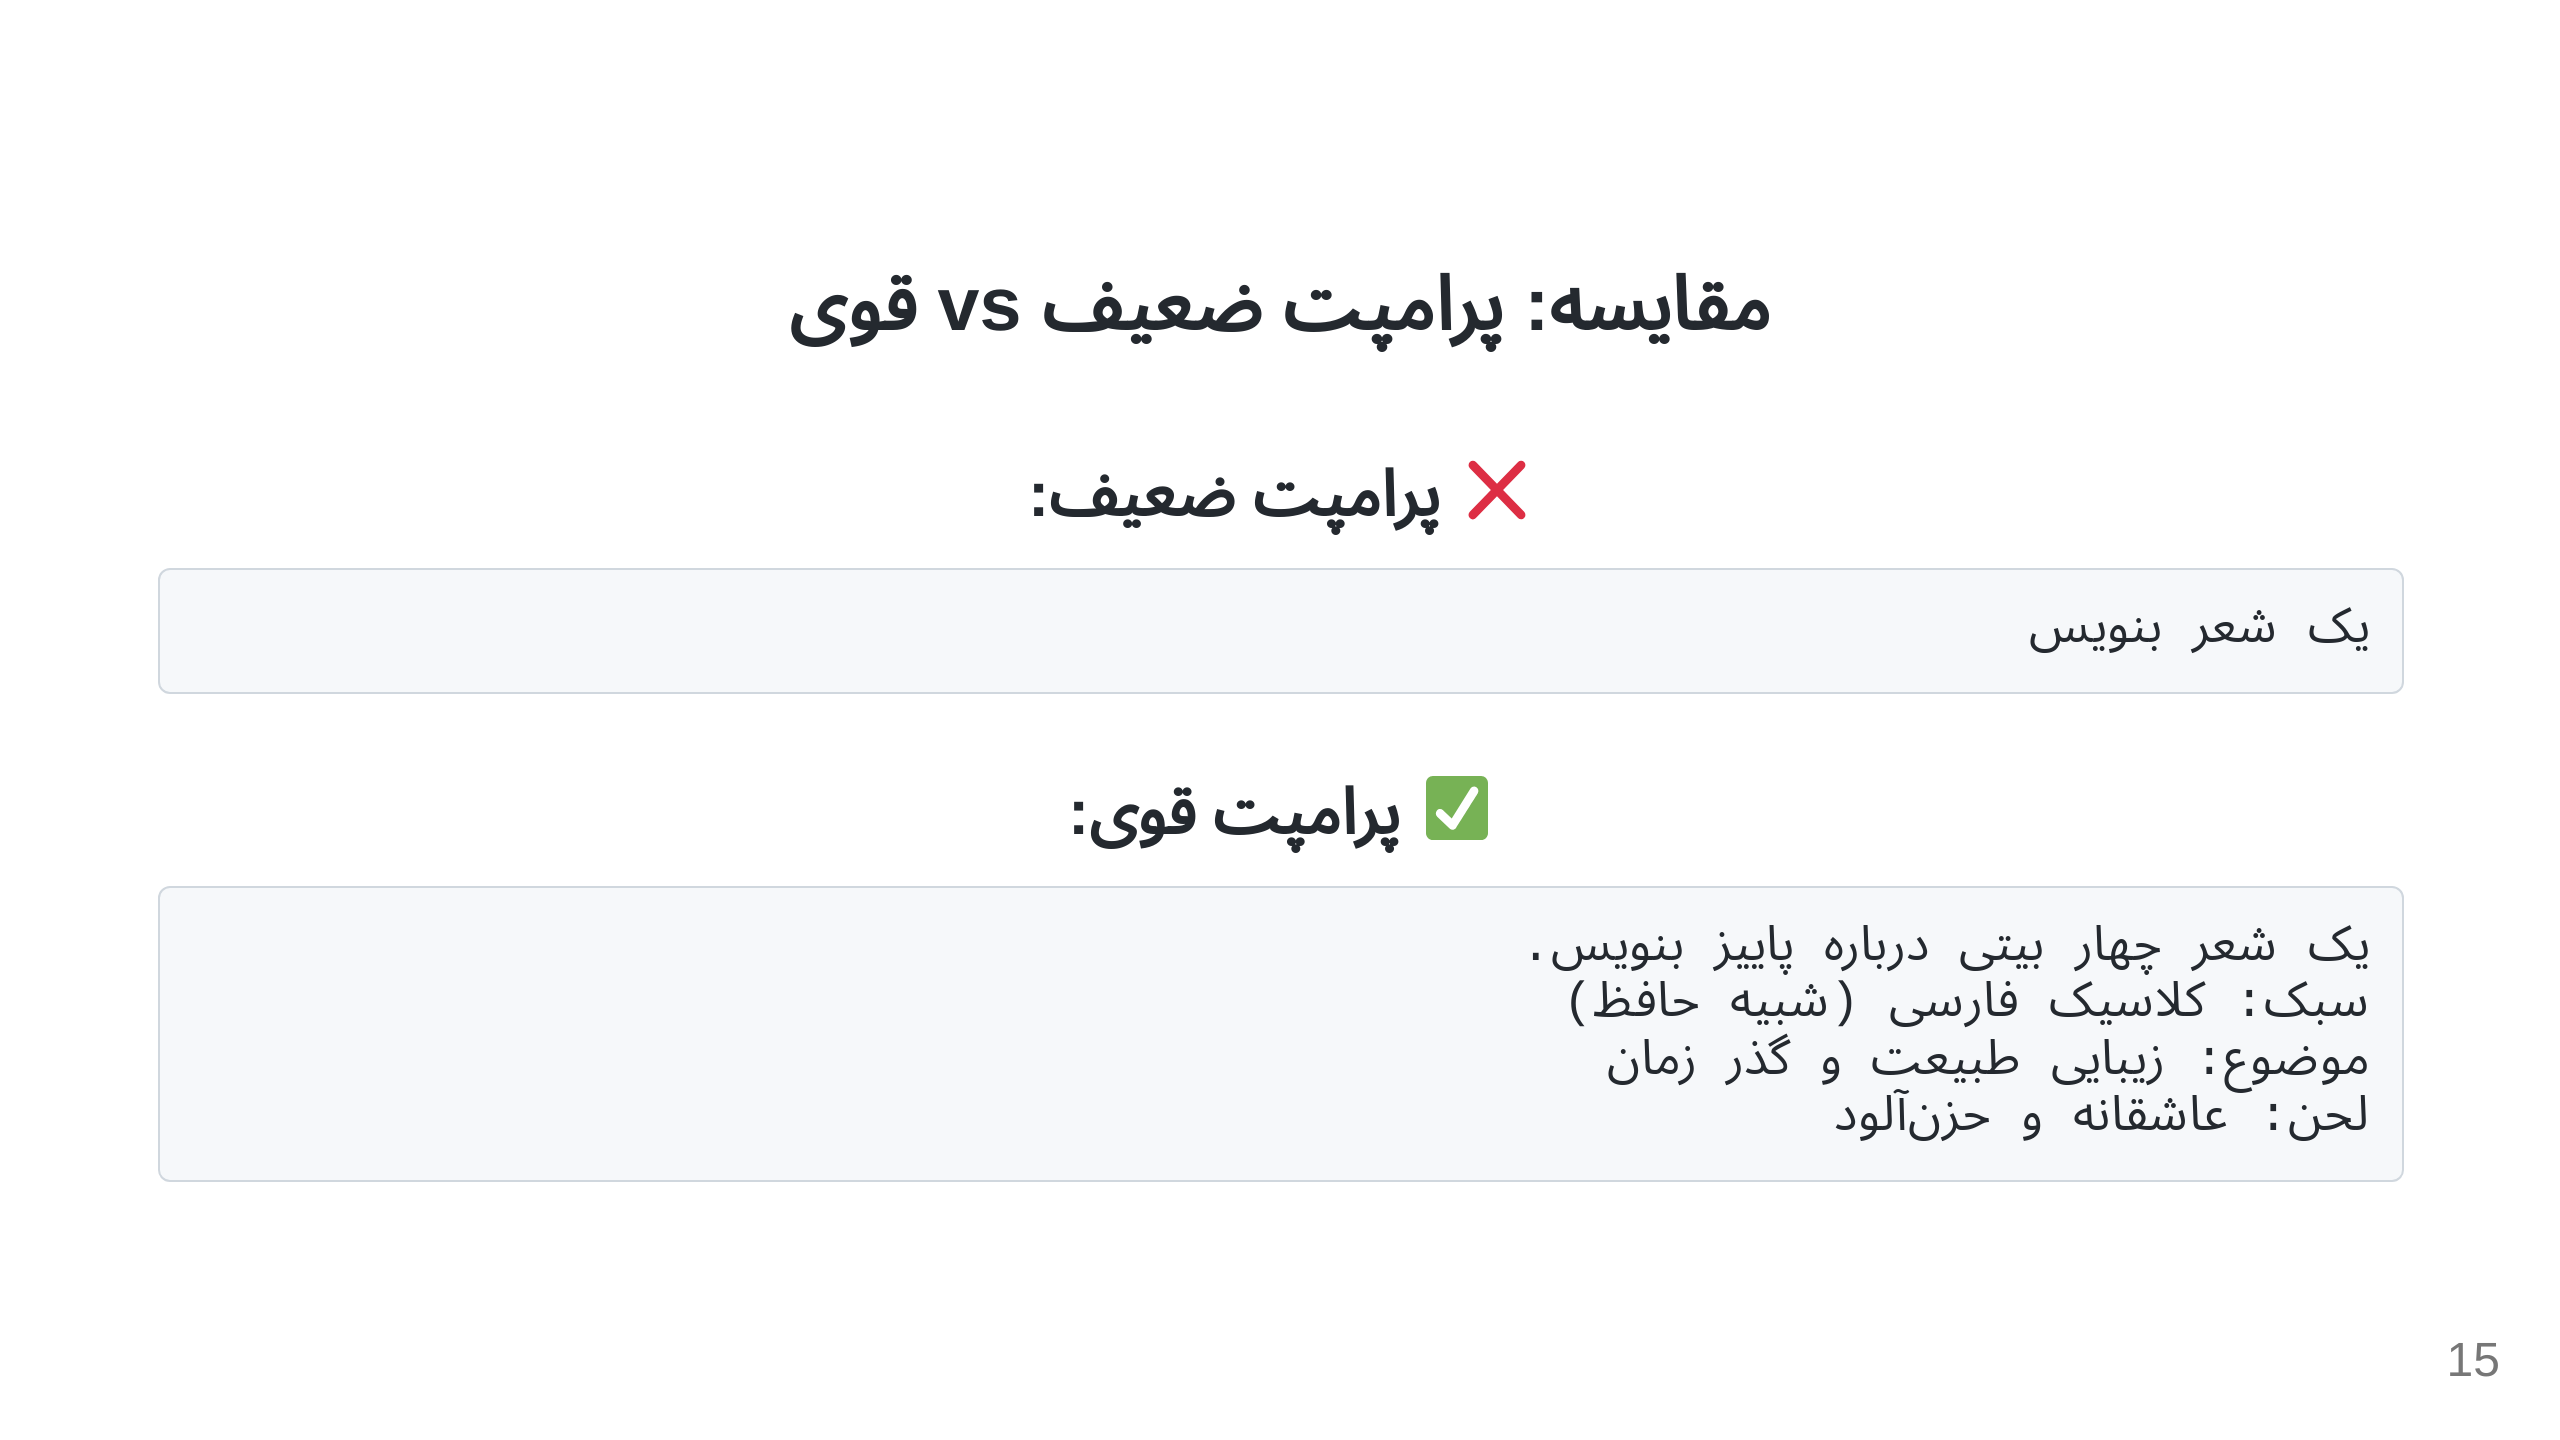 مقایسه: پرامپت ضعیف vs قوی
❌ پرامپت ضعیف:
یک شعر بنویس
✅ پرامپت قوی:
یک شعر چهار بیتی درباره پاییز بنویس.
سبک: کلاسیک فارسی (شبیه حافظ)
موضوع: زیبایی طبیعت و گذر زمان
لحن: عاشقانه و حزن‌آلود
15